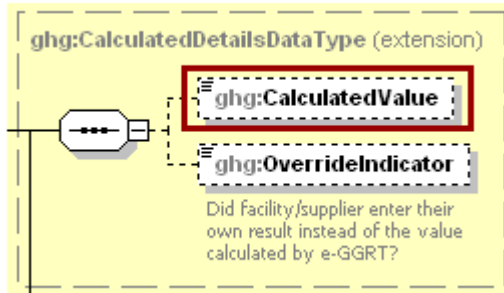 ghg:CalculatedDetailsDataType (extension)
ghg:CalculatedValue
ghg:OverrideIndicator
Did facility/supplier enter their
own result instead of the value
calculated by e-GGRT?